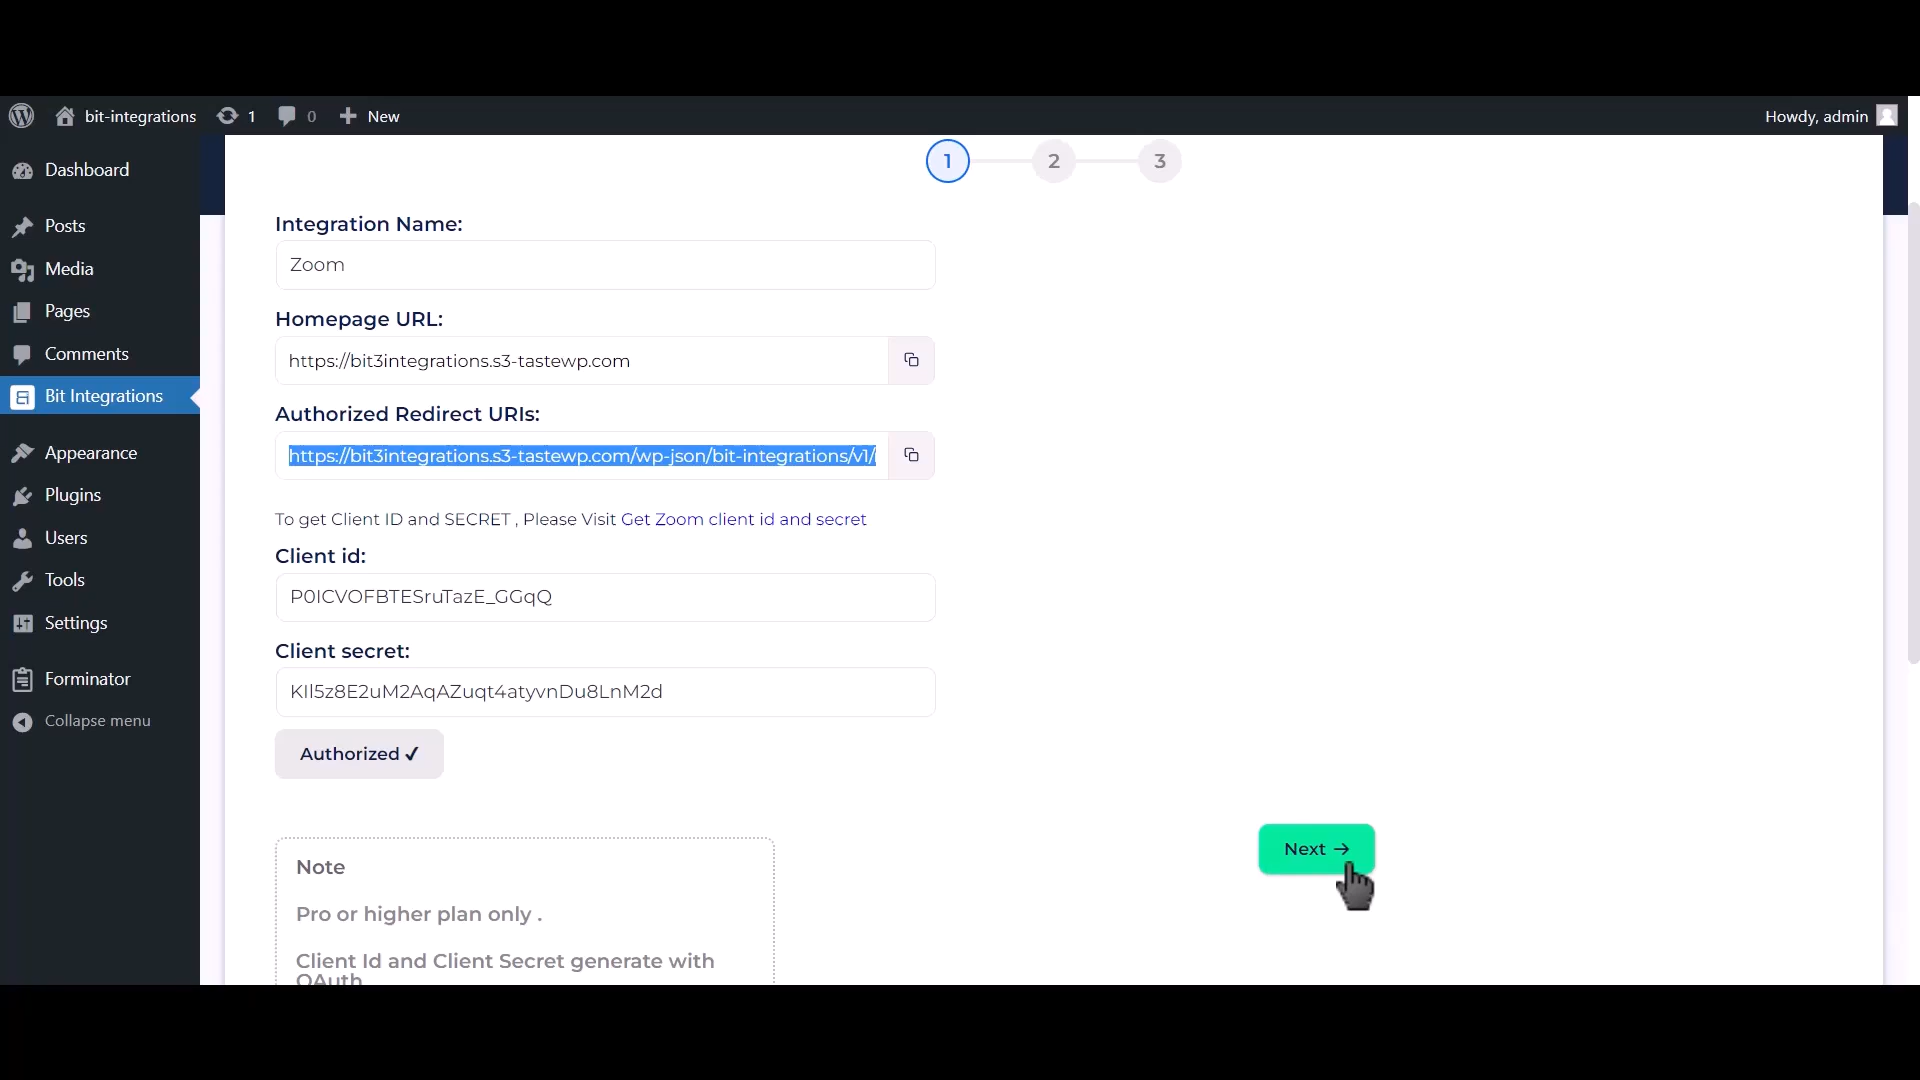 bit-integrations 1 0 New Howdy, admin
Dashboard
Posts
Media
Pages
Comments
Bit Integrations
Appearance
Plugins
Users
Tools
Settings
Forminator
Collapse menu
1 2 3
Integration Name:
Zoom
Homepage URL:
https://bit3integrations.s3-tastewp.com
Authorized Redirect URIs:
https://bit3integrations.s3-tastewp.com/wp-json/bit-integrations/v1/
To get Client ID and SECRET , Please Visit Get Zoom client id and secret
Client id:
P0ICVOFBTESruTazE_GGqQ
Client secret:
KIl5z8E2uM2AqAZuqt4atyvnDu8LnM2d
Authorized ✔
Next →
Note
Pro or higher plan only .
Client Id and Client Secret generate with
OAuth